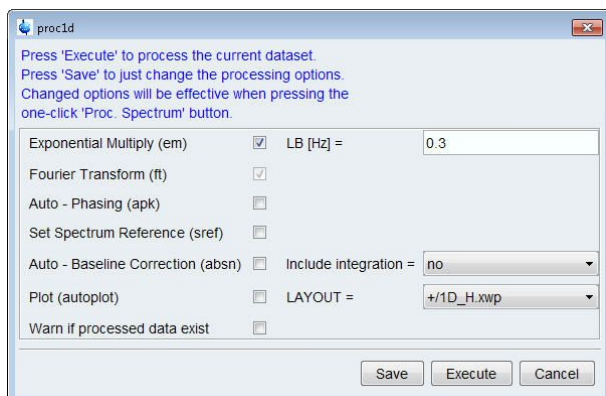 proc1d
Press 'Execute' to process the current dataset.
Press 'Save' to just change the processing options.
Changed options will be effective when pressing the
one-click 'Proc. Spectrum' button.
Exponential Multiply (em) LB [Hz] = 0.3
Fourier Transform (ft)
Auto - Phasing (apk)
Set Spectrum Reference (sref)
Auto - Baseline Correction (absn) Include integration = no
Plot (autoplot) LAYOUT = +/1D_H.xwp
Warn if processed data exist
Save Execute Cancel